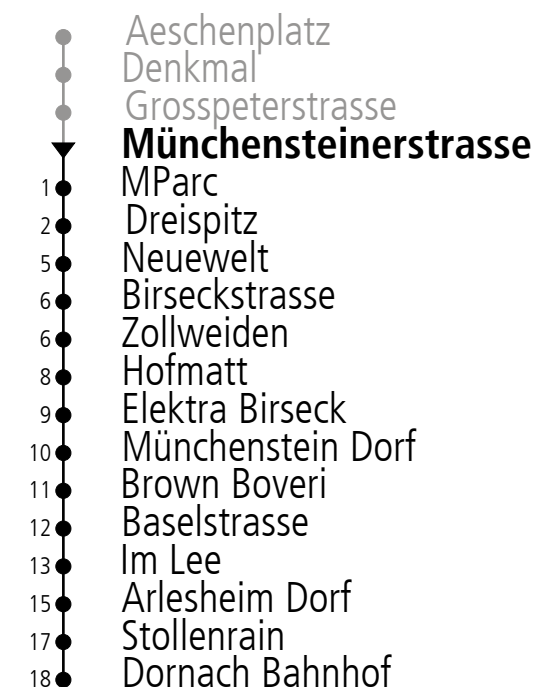 Aeschenplatz
Denkmal
Grosspeterstrasse
Münchensteinerstrasse
1 MParc
2 Dreispitz
5 Neuewelt
6 Birseckstrasse
6 Zollweiden
8 Hofmatt
9 Elektra Birseck
10 Münchenstein Dorf
11 Brown Boveri
12 Baselstrasse
13 Im Lee
15 Arlesheim Dorf
17 Stollenrain
18 Dornach Bahnhof